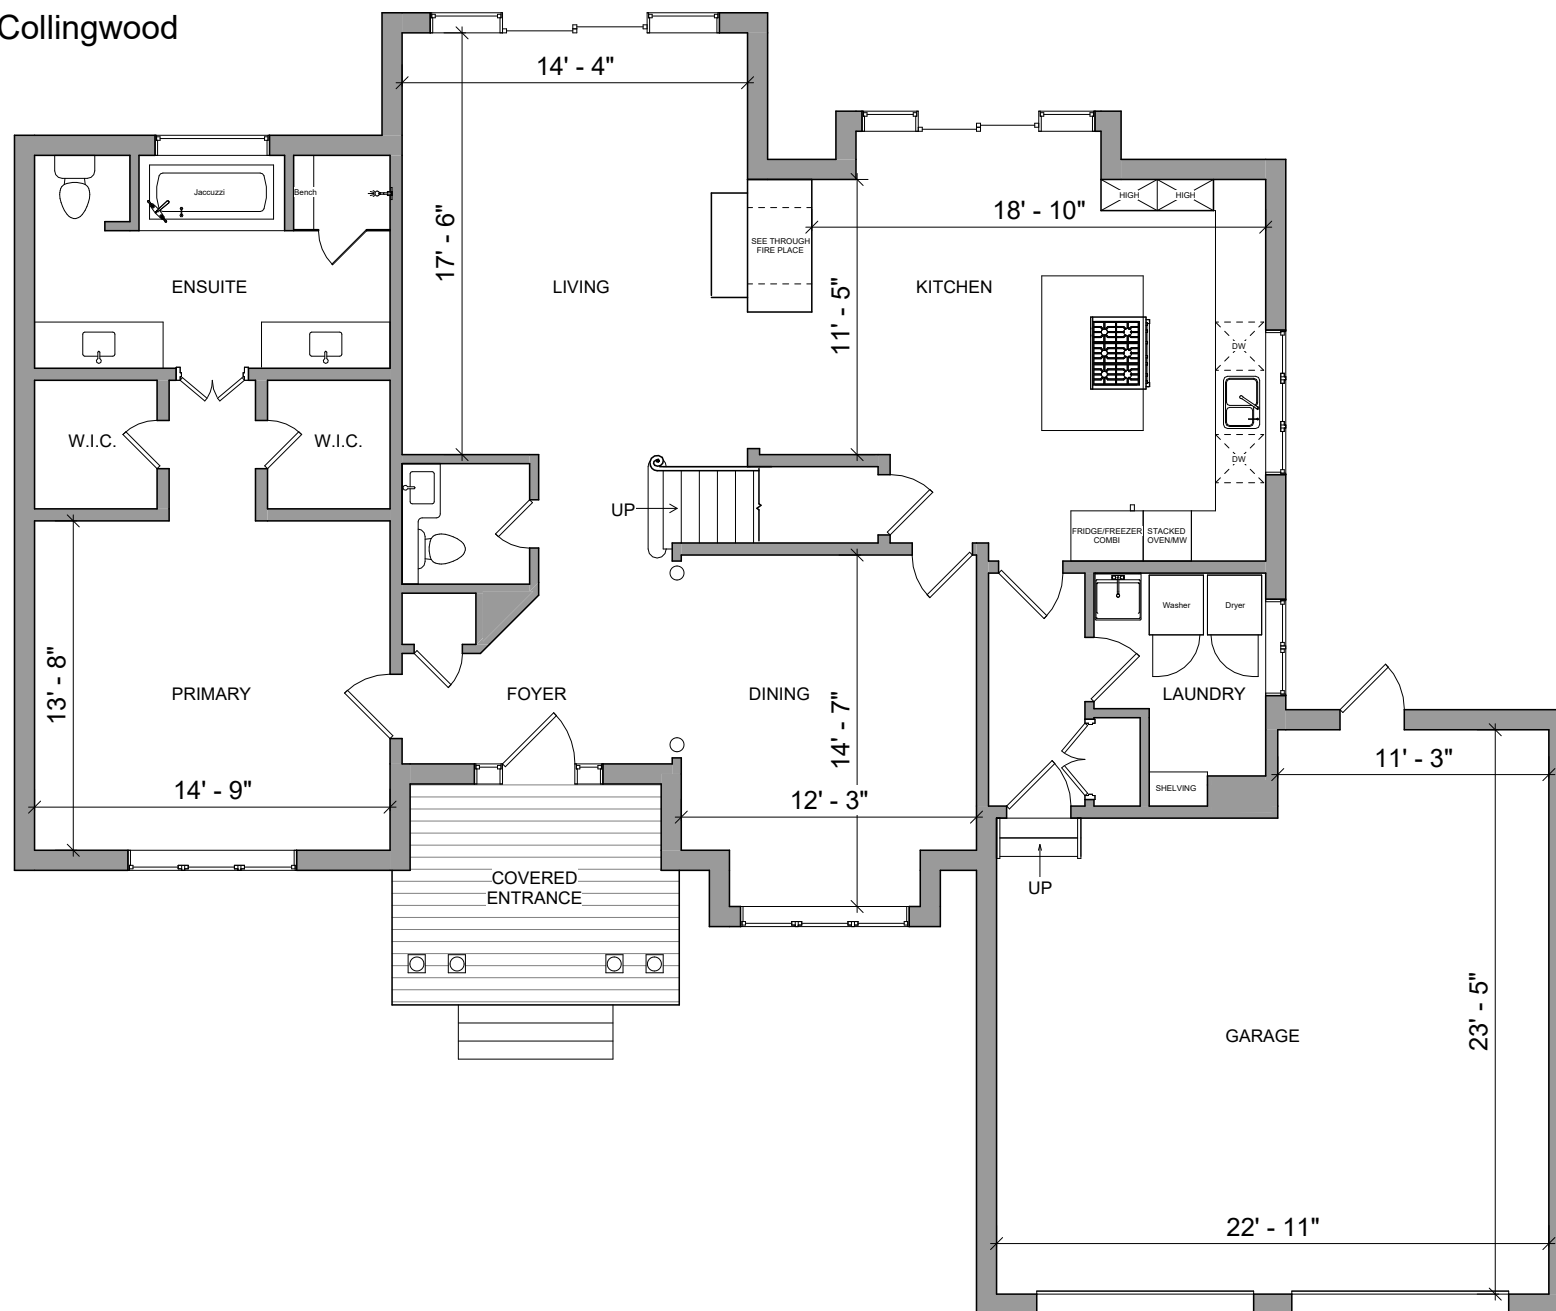 Collingwood
14' - 4"
Jaccuzzi
Bench
HIGH
HIGH
18' - 10"
17' - 6"
SEE THROUGH
FIRE PLACE
ENSUITE
LIVING
11' - 5"
KITCHEN
DW
W.I.C.
W.I.C.
DW
UP
FRIDGE/FREEZER
COMBI
STACKED
OVEN/MW
Washer
Dryer
13' - 8"
PRIMARY
FOYER
DINING
14' - 7"
LAUNDRY
11' - 3"
14' - 9"
12' - 3"
SHELVING
COVERED
ENTRANCE
UP
23' - 5"
GARAGE
22' - 11"